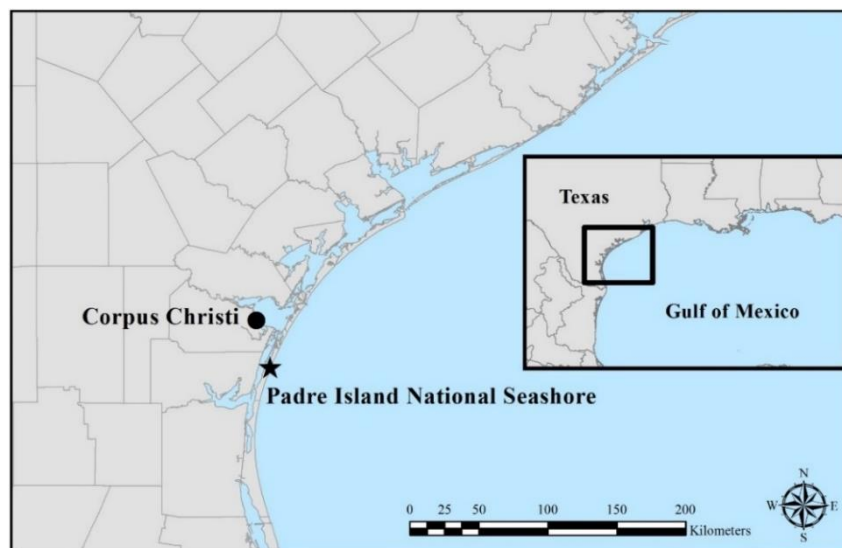 Texas
Gulf of Mexico
Corpus Christi
Padre Island National Seashore
0 25 50 100 150 200
Kilometers
N
W E
S